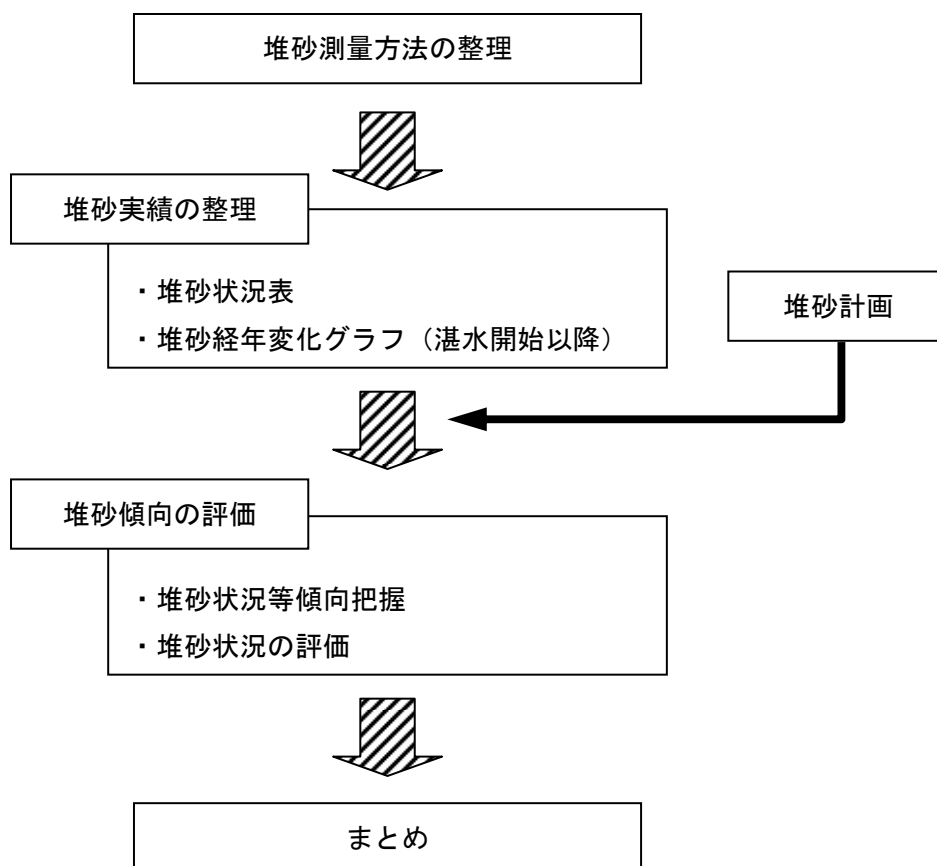 堆砂測量方法の整理
堆砂実績の整理
・堆砂状況表
・堆砂経年変化グラフ（湛水開始以降）
堆砂計画
堆砂傾向の評価
・堆砂状況等傾向把握
・堆砂状況の評価
まとめ